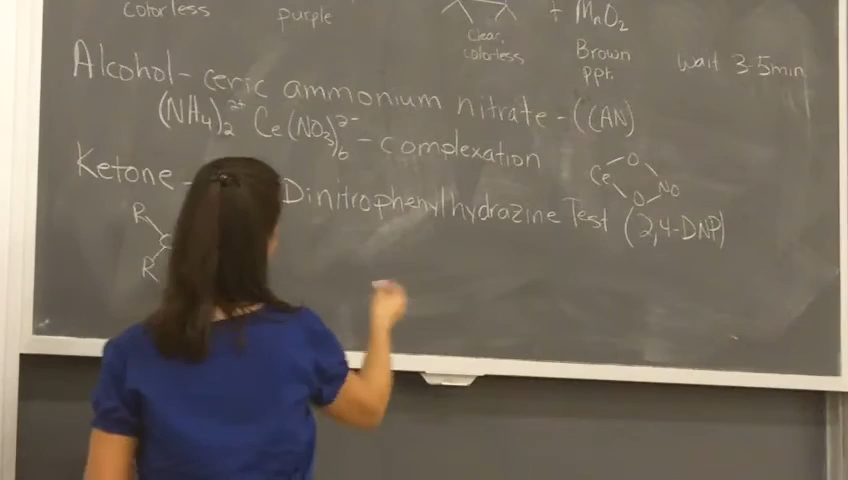 colorless purple + MnO2
Clear, colorless Brown ppt. wait 3-5min
Alcohol - ceric ammonium nitrate - (CAN)
(NH4)2 2+ Ce(NO3)6 2- - complexation
Ce O O NO
Ketone - Dinitrophenylhydrazine Test (2,4-DNP)
R
C
R